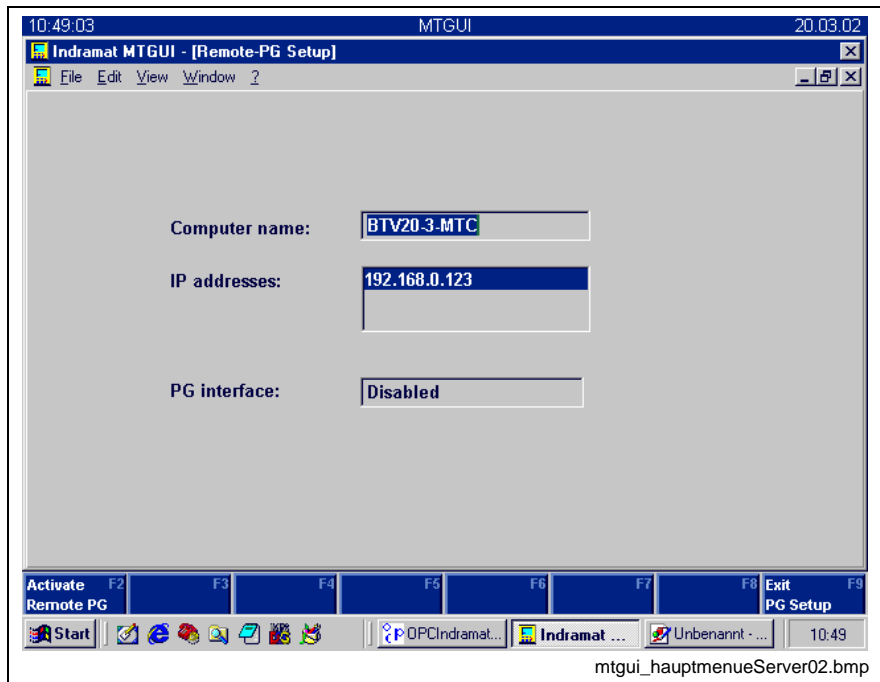 10:49:03 MTGUI 20.03.02
Indramat MTGUI - [Remote-PG Setup]
File Edit View Window ?
Computer name: BTV20-3-MTC
IP addresses: 192.168.0.123
PG interface: Disabled
Activate F2 F3 F4 F5 F6 F7 F8 Exit F9
Remote PG PG Setup
Start OPCIndramat... Indramat ... Unbenannt - ... 10:49
mtgui_hauptmenueServer02.bmp